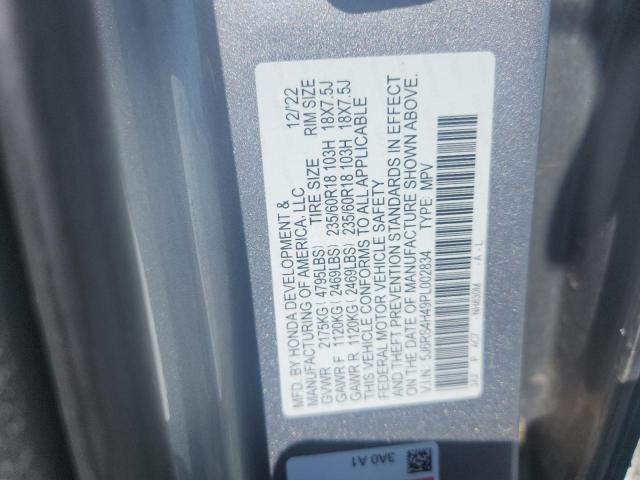 MFD. BY HONDA DEVELOPMENT & 12/'22
MANUFACTURING OF AMERICA, LLC
TIRE SIZE RIM SIZE
GVWR 2175KG ( 4795LBS)
GAWR F 1120KG ( 2469LBS) 235/60R18 103H 18X7.5J
GAWR R 1120KG ( 2469LBS) 235/60R18 103H 18X7.5J
THIS VEHICLE CONFORMS TO ALL APPLICABLE
FEDERAL MOTOR VEHICLE SAFETY
AND THEFT PREVENTION STANDARDS IN EFFECT
ON THE DATE OF MANUFACTURE SHOWN ABOVE.
V.I.N. 5J6RS4H49PL002834 TYPE: MPV
3A0 F ACT NH830M A - L
3A0 A1